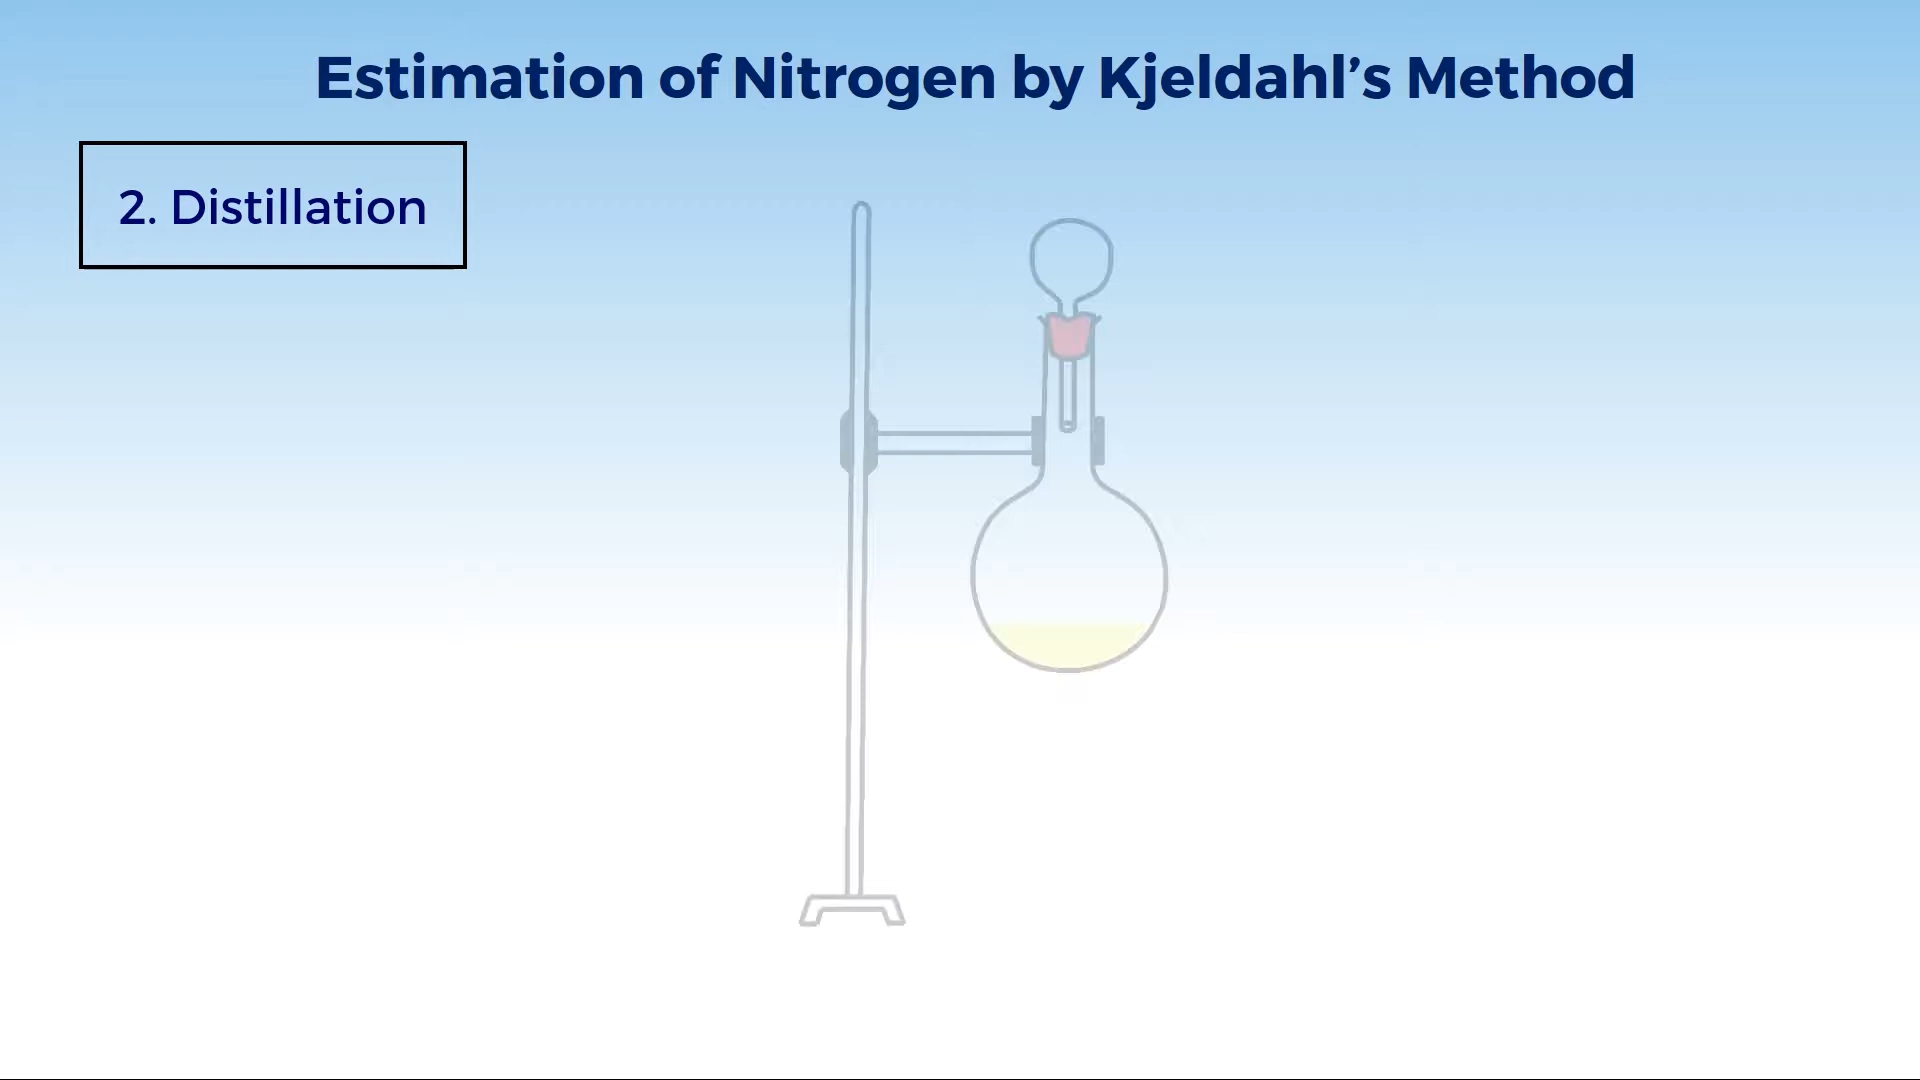 Estimation of Nitrogen by Kjeldahl’s Method
2. Distillation